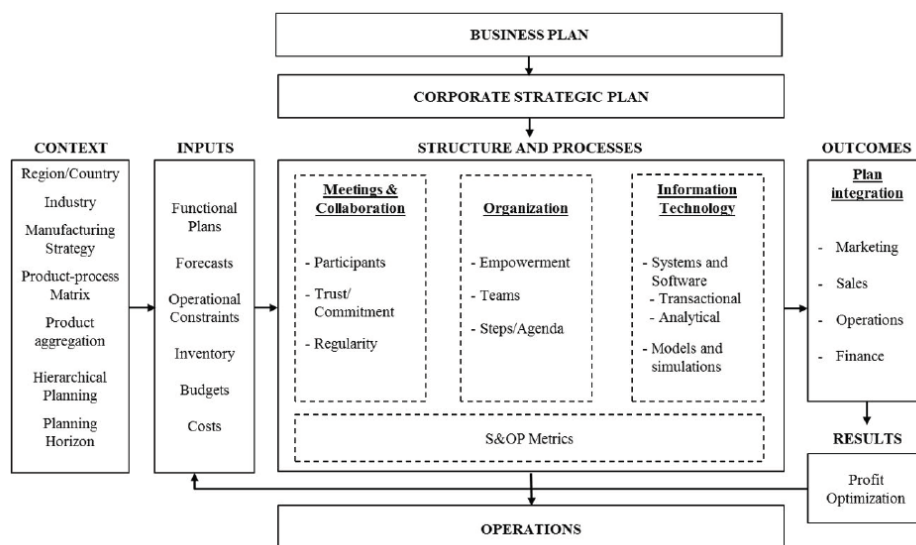 BUSINESS PLAN
CORPORATE STRATEGIC PLAN
CONTEXT
Region/Country
Industry
Manufacturing
Strategy
Product-process
Matrix
Product
aggregation
Hierarchical
Planning
Planning
Horizon
INPUTS
Functional
Plans
Forecasts
Operational
Constraints
Inventory
Budgets
Costs
STRUCTURE AND PROCESSES
Meetings &
Collaboration
- Participants
- Trust/
Commitment
- Regularity
Organization
- Empowerment
- Teams
- Steps/Agenda
Information
Technology
- Systems and
Software
- Transactional
- Analytical
- Models and
simulations
S&OP Metrics
OUTCOMES
Plan
integration
- Marketing
- Sales
- Operations
- Finance
RESULTS
Profit
Optimization
OPERATIONS